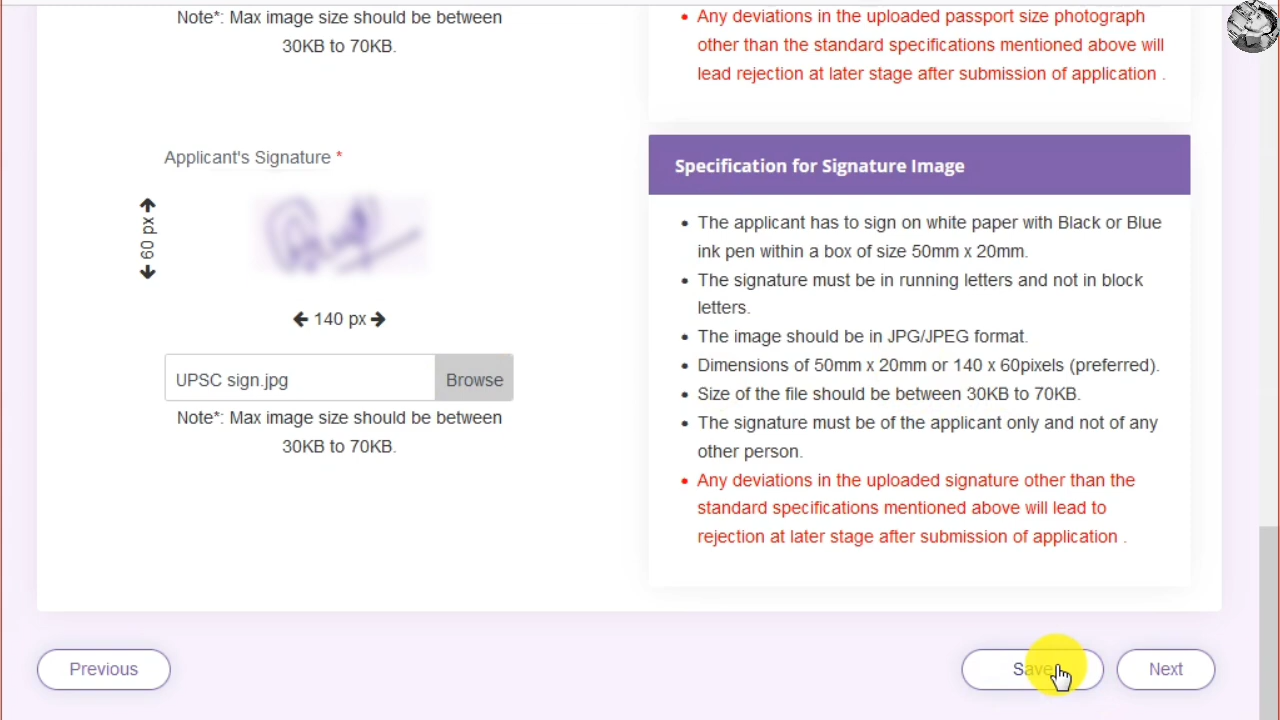 Note*: Max image size should be between
30KB to 70KB.
Any deviations in the uploaded passport size photograph
other than the standard specifications mentioned above will
lead rejection at later stage after submission of application .
Applicant's Signature *
60 px
140 px
UPSC sign.jpg
Browse
Note*: Max image size should be between
30KB to 70KB.
Specification for Signature Image
The applicant has to sign on white paper with Black or Blue
ink pen within a box of size 50mm x 20mm.
The signature must be in running letters and not in block
letters.
The image should be in JPG/JPEG format.
Dimensions of 50mm x 20mm or 140 x 60pixels (preferred).
Size of the file should be between 30KB to 70KB.
The signature must be of the applicant only and not of any
other person.
Any deviations in the uploaded signature other than the
standard specifications mentioned above will lead to
rejection at later stage after submission of application .
Previous
Save
Next